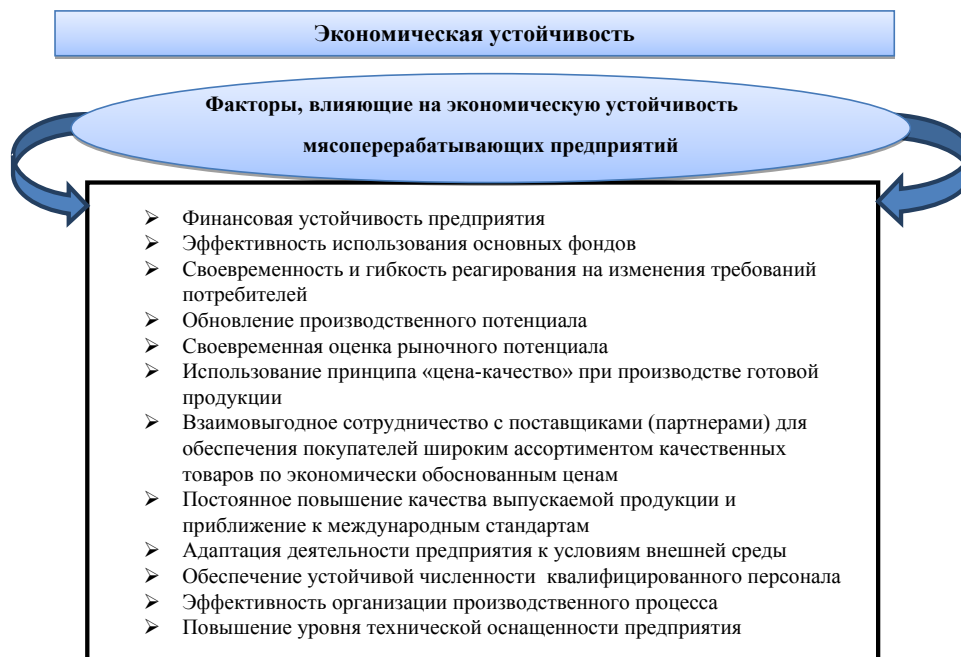 Экономическая устойчивость
Факторы, влияющие на экономическую устойчивость
мясоперерабатывающих предприятий
➢ Финансовая устойчивость предприятия
➢ Эффективность использования основных фондов
➢ Своевременность и гибкость реагирования на изменения требований
потребителей
➢ Обновление производственного потенциала
➢ Своевременная оценка рыночного потенциала
➢ Использование принципа «цена-качество» при производстве готовой
продукции
➢ Взаимовыгодное сотрудничество с поставщиками (партнерами) для
обеспечения покупателей широким ассортиментом качественных
товаров по экономически обоснованным ценам
➢ Постоянное повышение качества выпускаемой продукции и
приближение к международным стандартам
➢ Адаптация деятельности предприятия к условиям внешней среды
➢ Обеспечение устойчивой численности квалифицированного персонала
➢ Эффективность организации производственного процесса
➢ Повышение уровня технической оснащенности предприятия